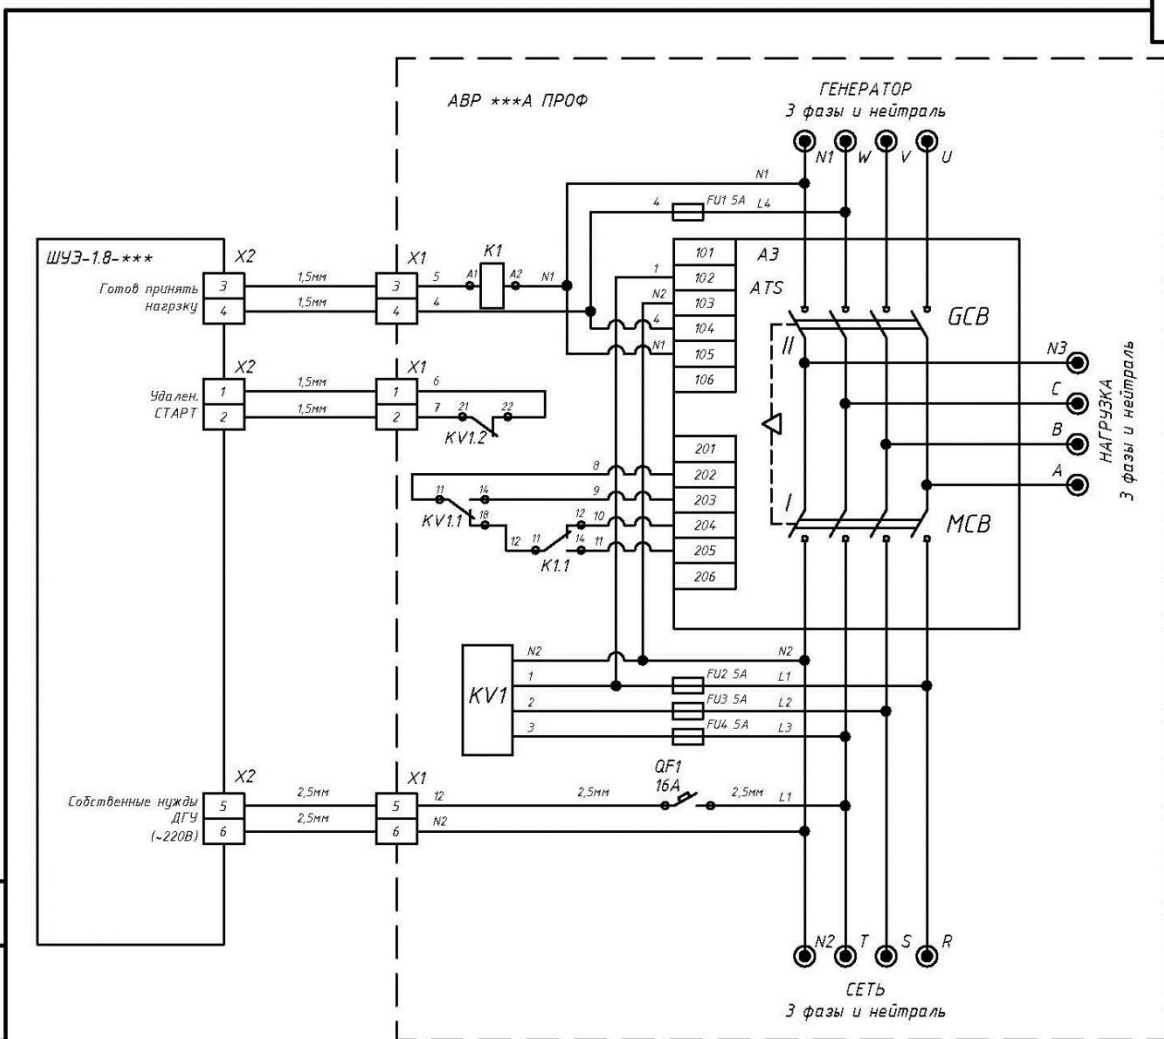 АВР ***А ПРОФ
ГЕНЕРАТОР
3 фазы и нейтраль
N1 W V U
N1
4 FU1 5A L4
ШУЭ-1.8-***
X2 X1 K1
Готов принять
нагрзку
3 1,5мм 3 5 A1 A2 N1
4 1,5мм 4 4
101 А3
1 102 ATS
N2 103
4 104
N1 105
106
GCB
II
X2 X1
Удален.
СТАРТ
1 1,5мм 1 6
2 1,5мм 2 7 21 22
KV1.2
N3
C
B
A
НАГРУЗКА
3 фазы и нейтраль
201
8 202
11 14 9 203
KV1.1 18 12 10 204
12 11 14 11 205
K1.1
206
I
MCB
KV1
N2 N2
1 FU2 5A L1
2 FU3 5A L2
3 FU4 5A L3
QF1
16A
X2 X1
Собственные нужды
ДГУ
(~220В)
5 2,5мм 5 12 2,5мм 2,5мм L1
6 2,5мм 6 N2
N2 T S R
СЕТЬ
3 фазы и нейтраль